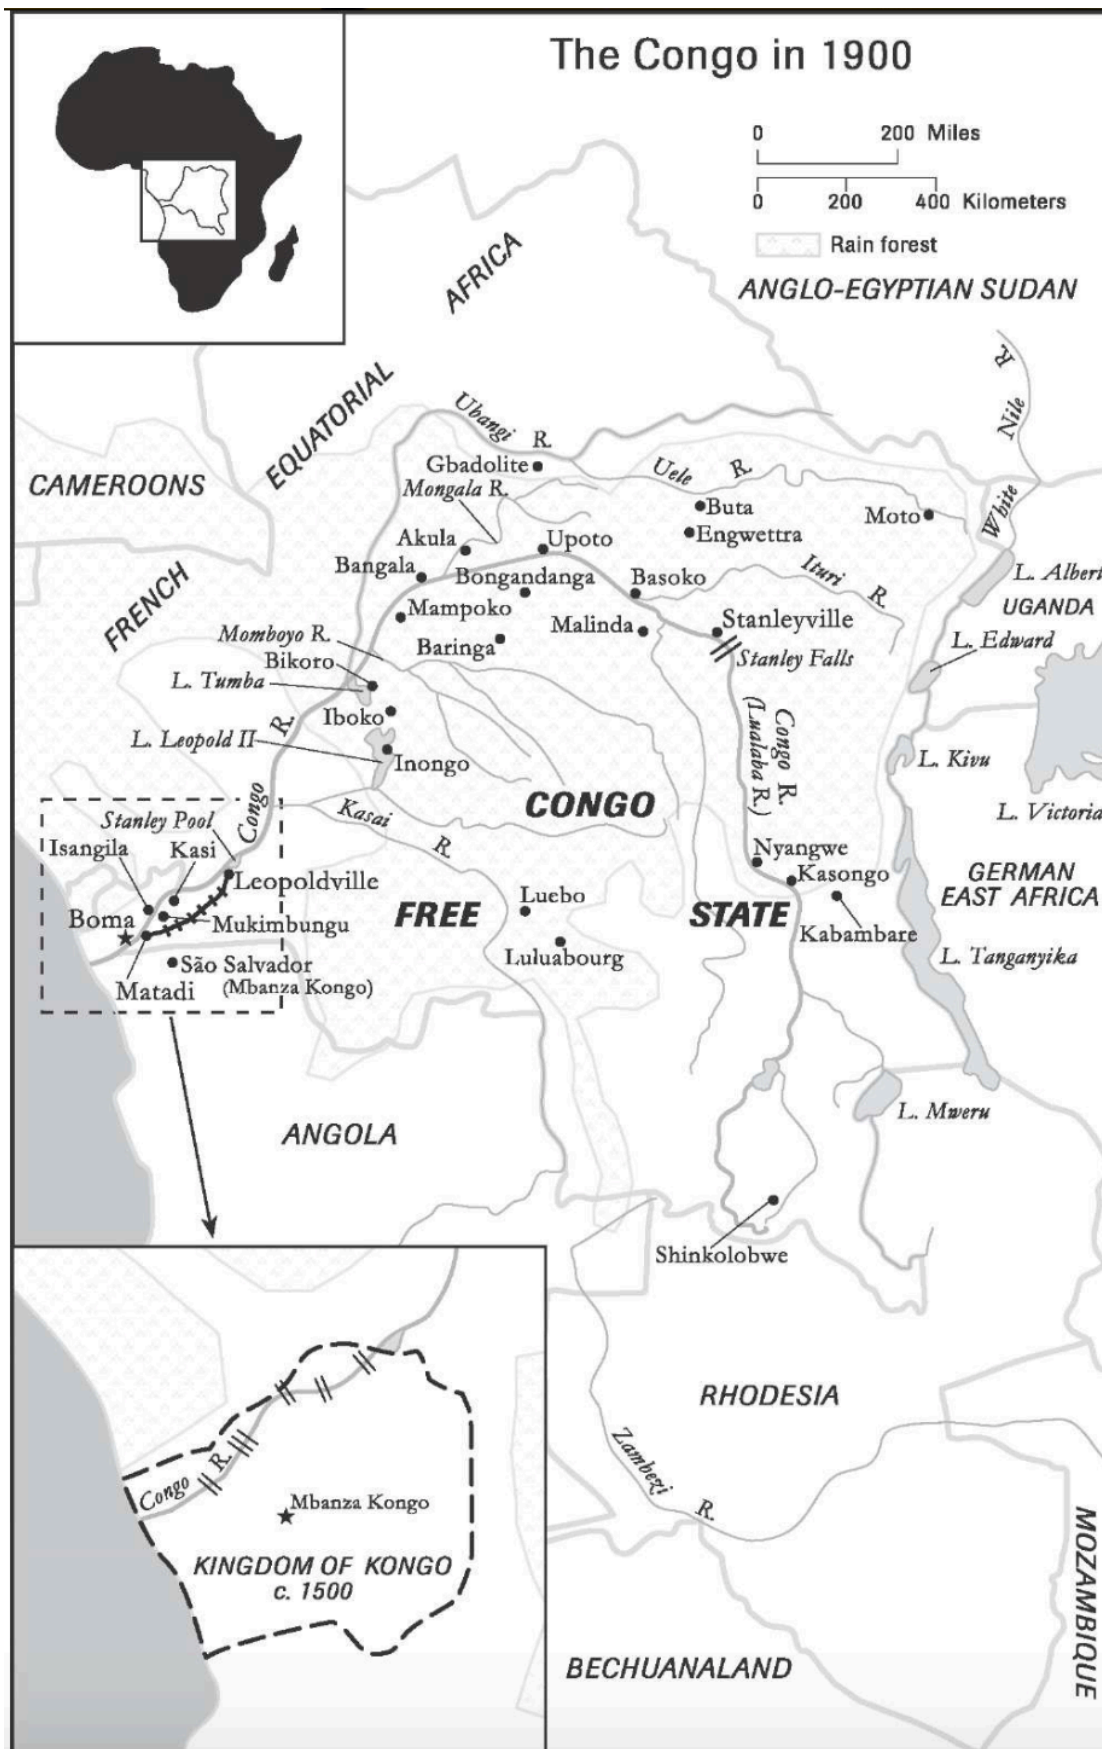 The Congo in 1900
0 200 Miles
0 200 400 Kilometers
Rain forest
AFRICA
ANGLO-EGYPTIAN SUDAN
EQUATORIAL
Ubangi R.
White Nile R.
CAMEROONS
Gbadolite
Mongala R.
Uele R.
Buta
Moto
Engwettra
Akula
Upoto
Bangala
Bongandanga
Basoko
Ituri R.
L. Albert
UGANDA
FRENCH
Mampoko
Malinda
Stanleyville
Momboyo R.
Baringa
Stanley Falls
L. Edward
Bikoro
L. Tumba
Iboko
L. Leopold II
Inongo
Congo R.
(Lualaba R.)
L. Kivu
CONGO
L. Victoria
Kasai R.
Congo R.
Stanley Pool
Isangila
Kasi
Nyangwe
Leopoldville
Kasongo
GERMAN
EAST AFRICA
Luebo
FREE
STATE
Boma
Mukimbungu
Kabambare
Luluabourg
L. Tanganyika
São Salvador
(Mbanza Kongo)
Matadi
L. Mweru
ANGOLA
Shinkolobwe
RHODESIA
Zambezi R.
Congo R.
Mbanza Kongo
KINGDOM OF KONGO
c. 1500
MOZAMBIQUE
BECHUANALAND